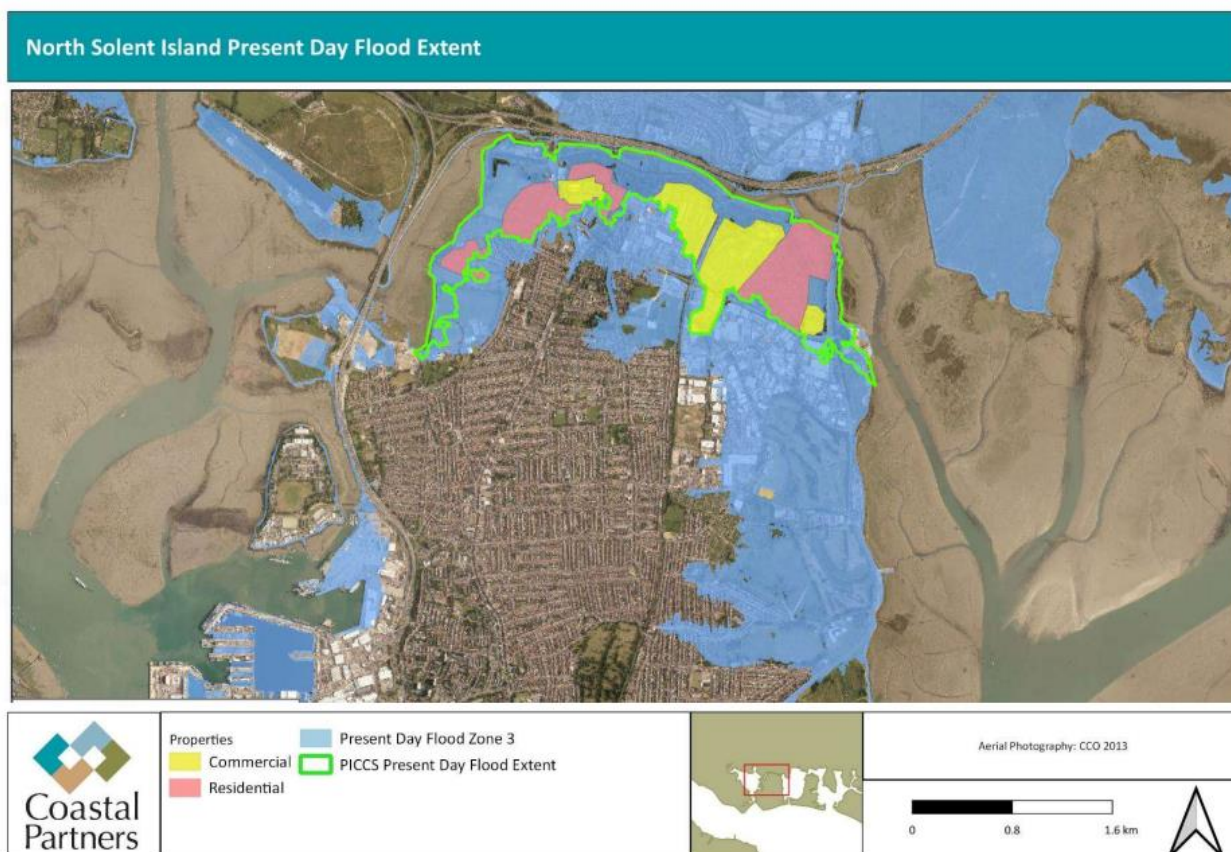 North Solent Island Present Day Flood Extent
Coastal
Partners
Properties
Commercial
Residential
Present Day Flood Zone 3
PICCS Present Day Flood Extent
Aerial Photography: CCO 2013
0 0.8 1.6 km